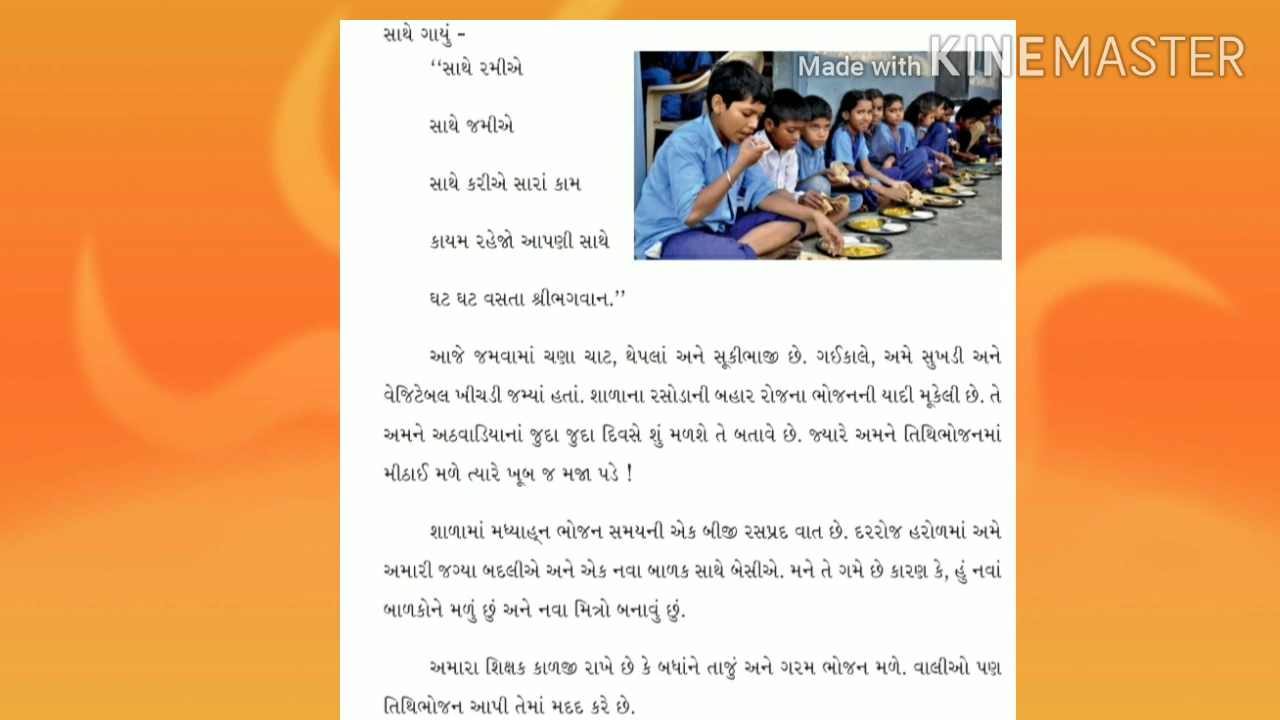 સાથે ગાયું -
Made with KINEMASTER
‘‘સાથે રમીએ
સાથે જમીએ
સાથે કરીએ સારાં કામ
કાયમ રહેજો આપણી સાથે
ઘટ ઘટ વસતા શ્રીભગવાન.’’
આજે જમવામાં ચણા ચાટ, થેપલાં અને સૂકીભાજી છે. ગઈકાલે, અમે સુખડી અને
વેજિટેબલ ખીચડી જમ્યાં હતાં. શાળાના રસોડાની બહાર રોજના ભોજનની યાદી મૂકેલી છે. તે
અમને અઠવાડિયાનાં જુદા જુદા દિવસે શું મળશે તે બતાવે છે. જ્યારે અમને તિથિભોજનમાં
મીઠાઈ મળે ત્યારે ખૂબ જ મજા પડે !
શાળામાં મધ્યાહ્ન ભોજન સમયની એક બીજી રસપ્રદ વાત છે. દરરોજ હરોળમાં અમે
અમારી જગ્યા બદલીએ અને એક નવા બાળક સાથે બેસીએ. મને તે ગમે છે કારણ કે, હું નવાં
બાળકોને મળું છું અને નવા મિત્રો બનાવું છું.
અમારા શિક્ષક કાળજી રાખે છે કે બધાંને તાજું અને ગરમ ભોજન મળે. વાલીઓ પણ
તિથિભોજન આપી તેમાં મદદ કરે છે.